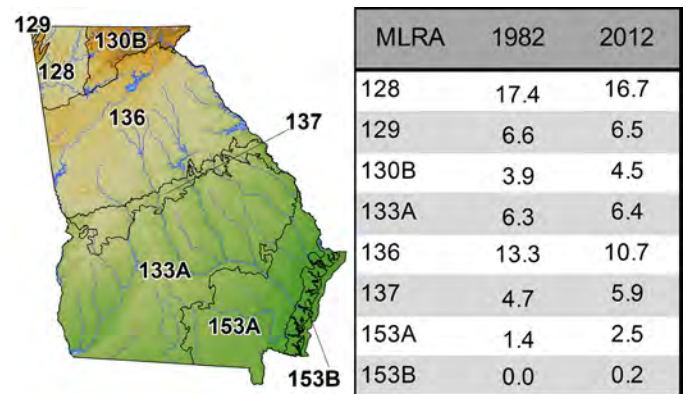 129
130B
128
136
137
133A
153A
153B
MLRA 1982 2012
128 17.4 16.7
129 6.6 6.5
130B 3.9 4.5
133A 6.3 6.4
136 13.3 10.7
137 4.7 5.9
153A 1.4 2.5
153B 0.0 0.2